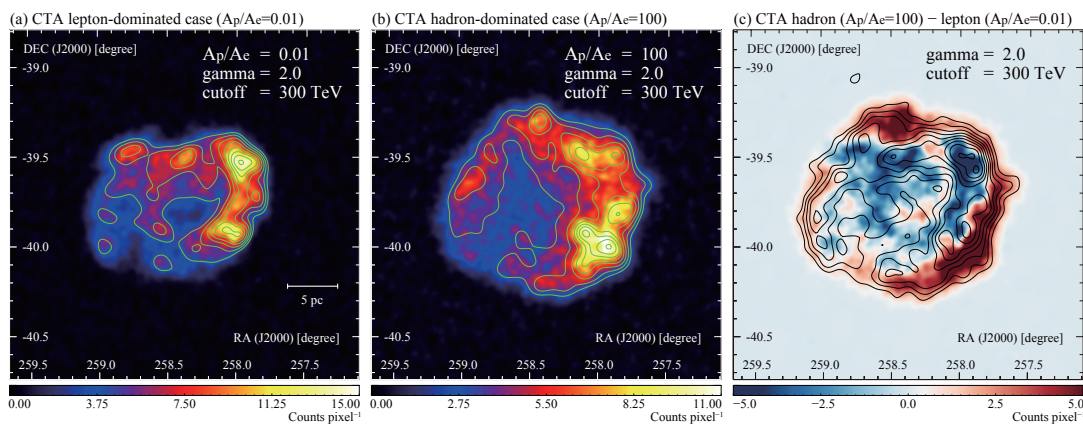 (a) CTA lepton-dominated case (Ap/Ae=0.01)
DEC (J2000) [degree]
Ap/Ae = 0.01
gamma = 2.0
cutoff = 300 TeV
-39.0
-39.5
-40.0
-40.5
5 pc
RA (J2000) [degree]
259.5
259.0
258.5
258.0
257.5
0.00
3.75
7.50
11.25
15.00
Counts pixel⁻¹
(b) CTA hadron-dominated case (Ap/Ae=100)
DEC (J2000) [degree]
Ap/Ae = 100
gamma = 2.0
cutoff = 300 TeV
-39.0
-39.5
-40.0
-40.5
RA (J2000) [degree]
259.5
259.0
258.5
258.0
257.5
0.00
2.75
5.50
8.25
11.00
Counts pixel⁻¹
(c) CTA hadron (Ap/Ae=100) − lepton (Ap/Ae=0.01)
DEC (J2000) [degree]
gamma = 2.0
cutoff = 300 TeV
-39.0
-39.5
-40.0
-40.5
RA (J2000) [degree]
259.5
259.0
258.5
258.0
257.5
−5.0
−2.5
0.0
2.5
5.0
Counts pixel⁻¹